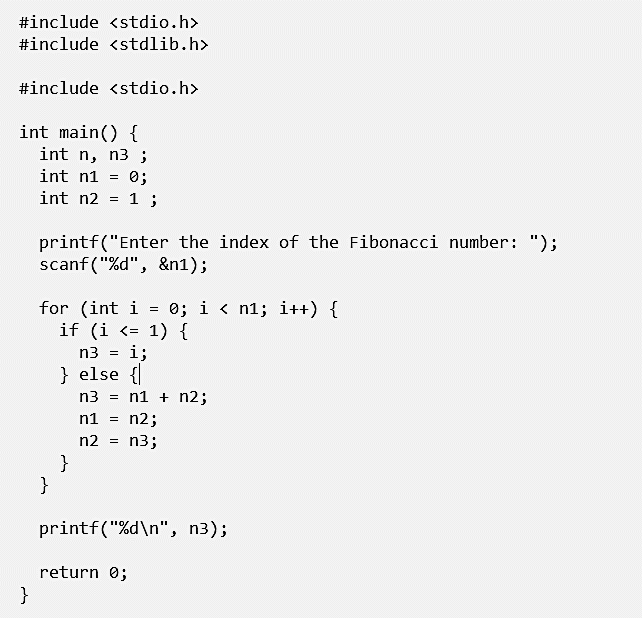 #include <stdio.h>
#include <stdlib.h>

#include <stdio.h>

int main() {
  int n, n3 ;
  int n1 = 0;
  int n2 = 1 ;

  printf("Enter the index of the Fibonacci number: ");
  scanf("%d", &n1);

  for (int i = 0; i < n1; i++) {
    if (i <= 1) {
      n3 = i;
    } else {
      n3 = n1 + n2;
      n1 = n2;
      n2 = n3;
    }
  }

  printf("%d\n", n3);

  return 0;
}